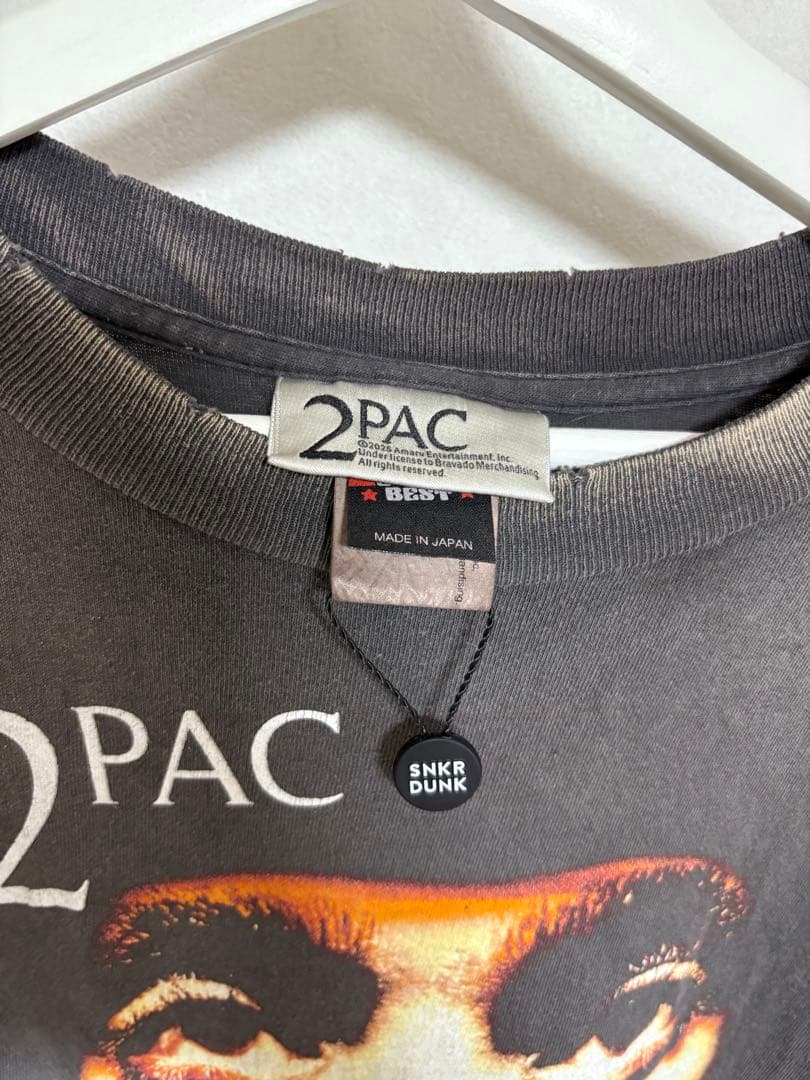 2PAC
©2025 Amaru Entertainment, Inc.
Under license to Bravado Merchandising
All rights reserved.
BEST
MADE IN JAPAN
andising
SNKR
DUNK
2PAC